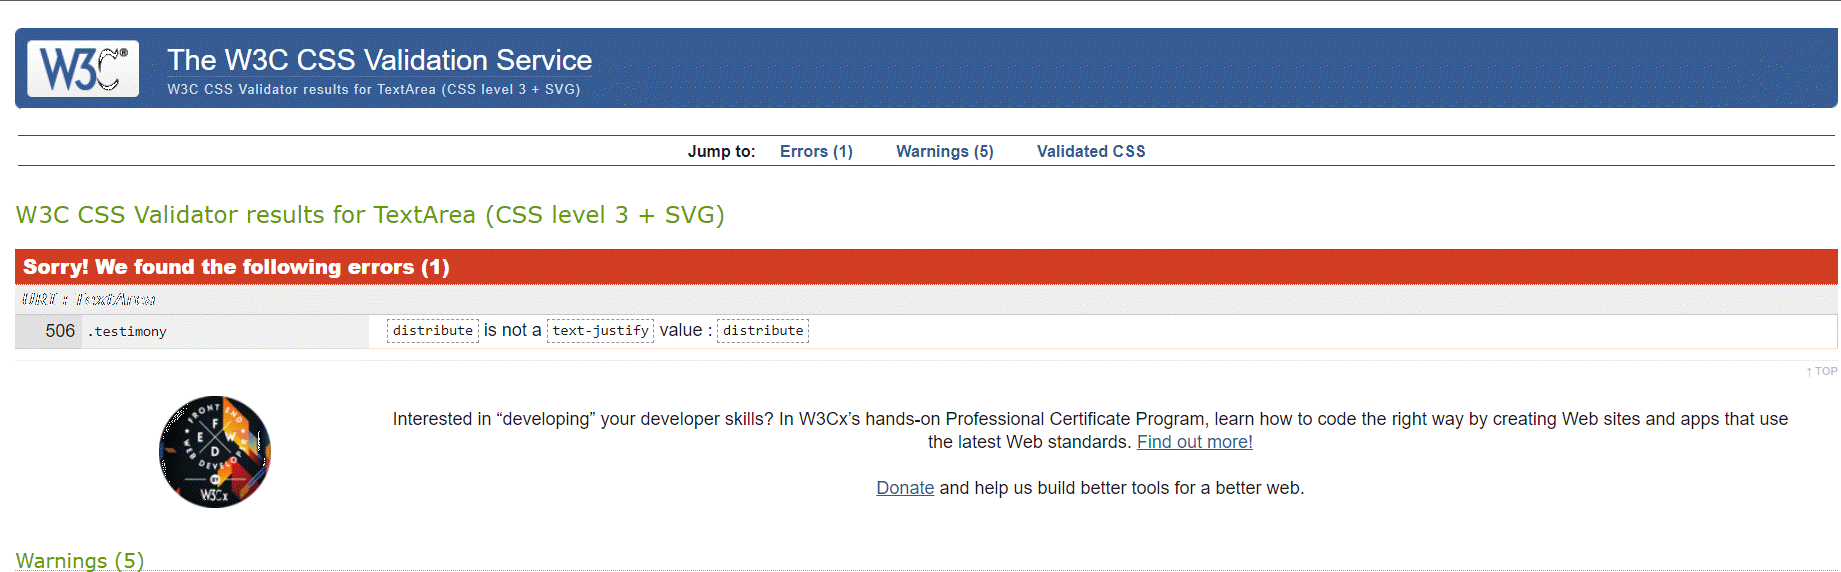 W3C®
The W3C CSS Validation Service
W3C CSS Validator results for TextArea (CSS level 3 + SVG)
Jump to: Errors (1) Warnings (5) Validated CSS
W3C CSS Validator results for TextArea (CSS level 3 + SVG)
Sorry! We found the following errors (1)
URI : TextArea
506 .testimony distribute is not a text-justify value : distribute
↑ TOP
FRONT END
WEB DEVELOPER
F
E W
D
BY
W3Cx
Interested in “developing” your developer skills? In W3Cx’s hands-on Professional Certificate Program, learn how to code the right way by creating Web sites and apps that use
the latest Web standards. Find out more!
Donate and help us build better tools for a better web.
Warnings (5)